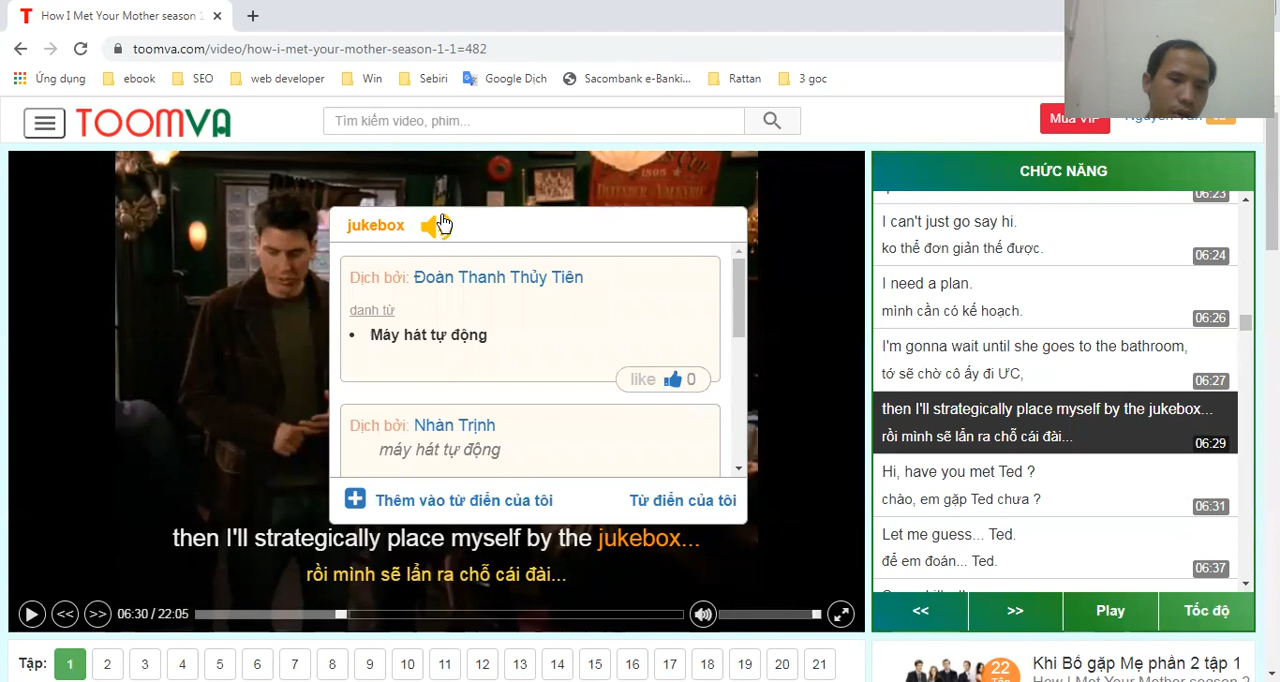 How I Met Your Mother season 1
toomva.com/video/how-i-met-your-mother-season-1-1=482
Ứng dụng
ebook
SEO
web developer
Win
Sebiri
Google Dịch
Sacombank e-Banki...
Rattan
3 goc
TOOMVA
Tìm kiếm video, phim...
Mua VIP
jukebox
Dịch bởi: Đoàn Thanh Thủy Tiên
danh từ
• Máy hát tự động
like 0
Dịch bởi: Nhàn Trịnh
máy hát tự động
Thêm vào từ điển của tôi
Từ điển của tôi
then I'll strategically place myself by the jukebox...
rồi mình sẽ lẩn ra chỗ cái đài...
06:30 / 22:05
<<
>>
CHỨC NĂNG
06:23
I can't just go say hi.
ko thể đơn giản thế được.
06:24
I need a plan.
mình cần có kế hoạch.
06:26
I'm gonna wait until she goes to the bathroom,
tớ sẽ chờ cô ấy đi ƯC,
06:27
then I'll strategically place myself by the jukebox...
rồi mình sẽ lẩn ra chỗ cái đài...
06:29
Hi, have you met Ted ?
chào, em gặp Ted chưa ?
06:31
Let me guess... Ted.
để em đoán... Ted.
06:37
<<
>>
Play
Tốc độ
Tập: 1 2 3 4 5 6 7 8 9 10 11 12 13 14 15 16 17 18 19 20 21
22
Khi Bố gặp Mẹ phần 2 tập 1
How I Met Your Mother season 2